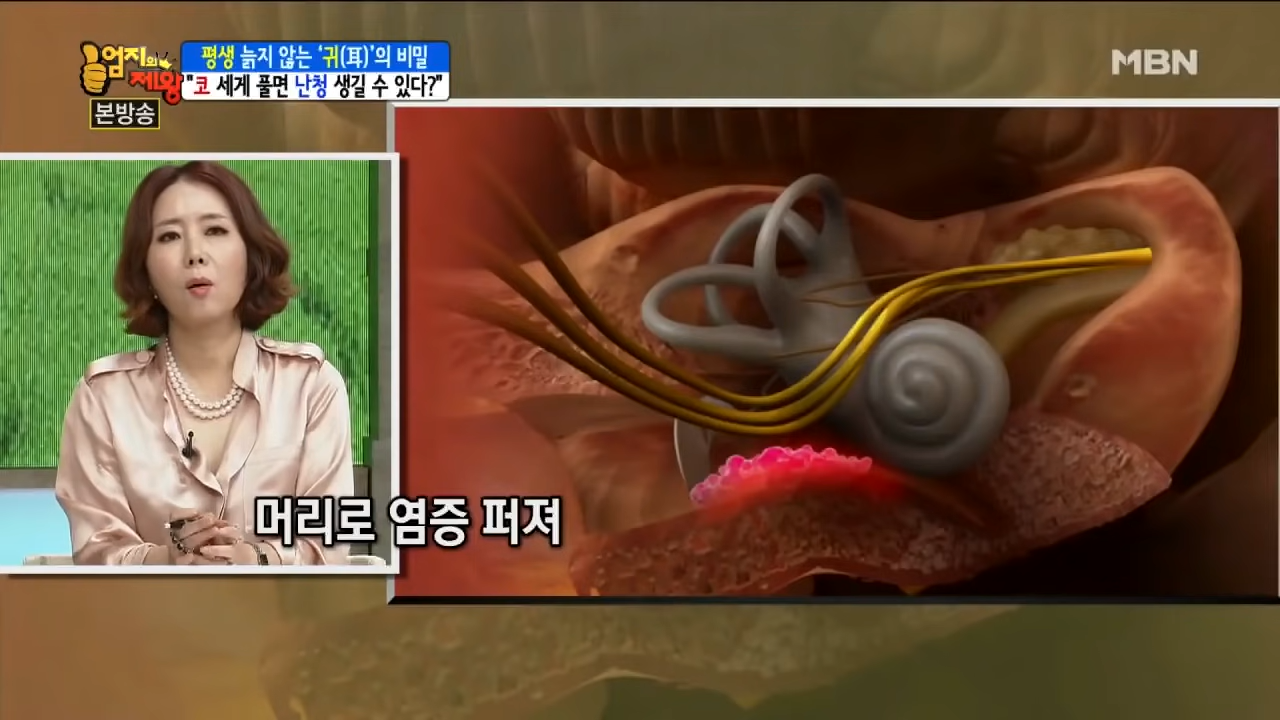 엄지의 제왕
본방송
평생 늙지 않는 '귀(耳)'의 비밀
"코 세게 풀면 난청 생길 수 있다?"
MBN
머리로 염증 퍼져